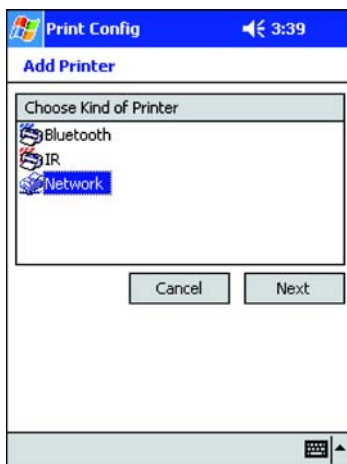 Print Config 3:39
Add Printer
Choose Kind of Printer
Bluetooth
IR
Network
Cancel Next